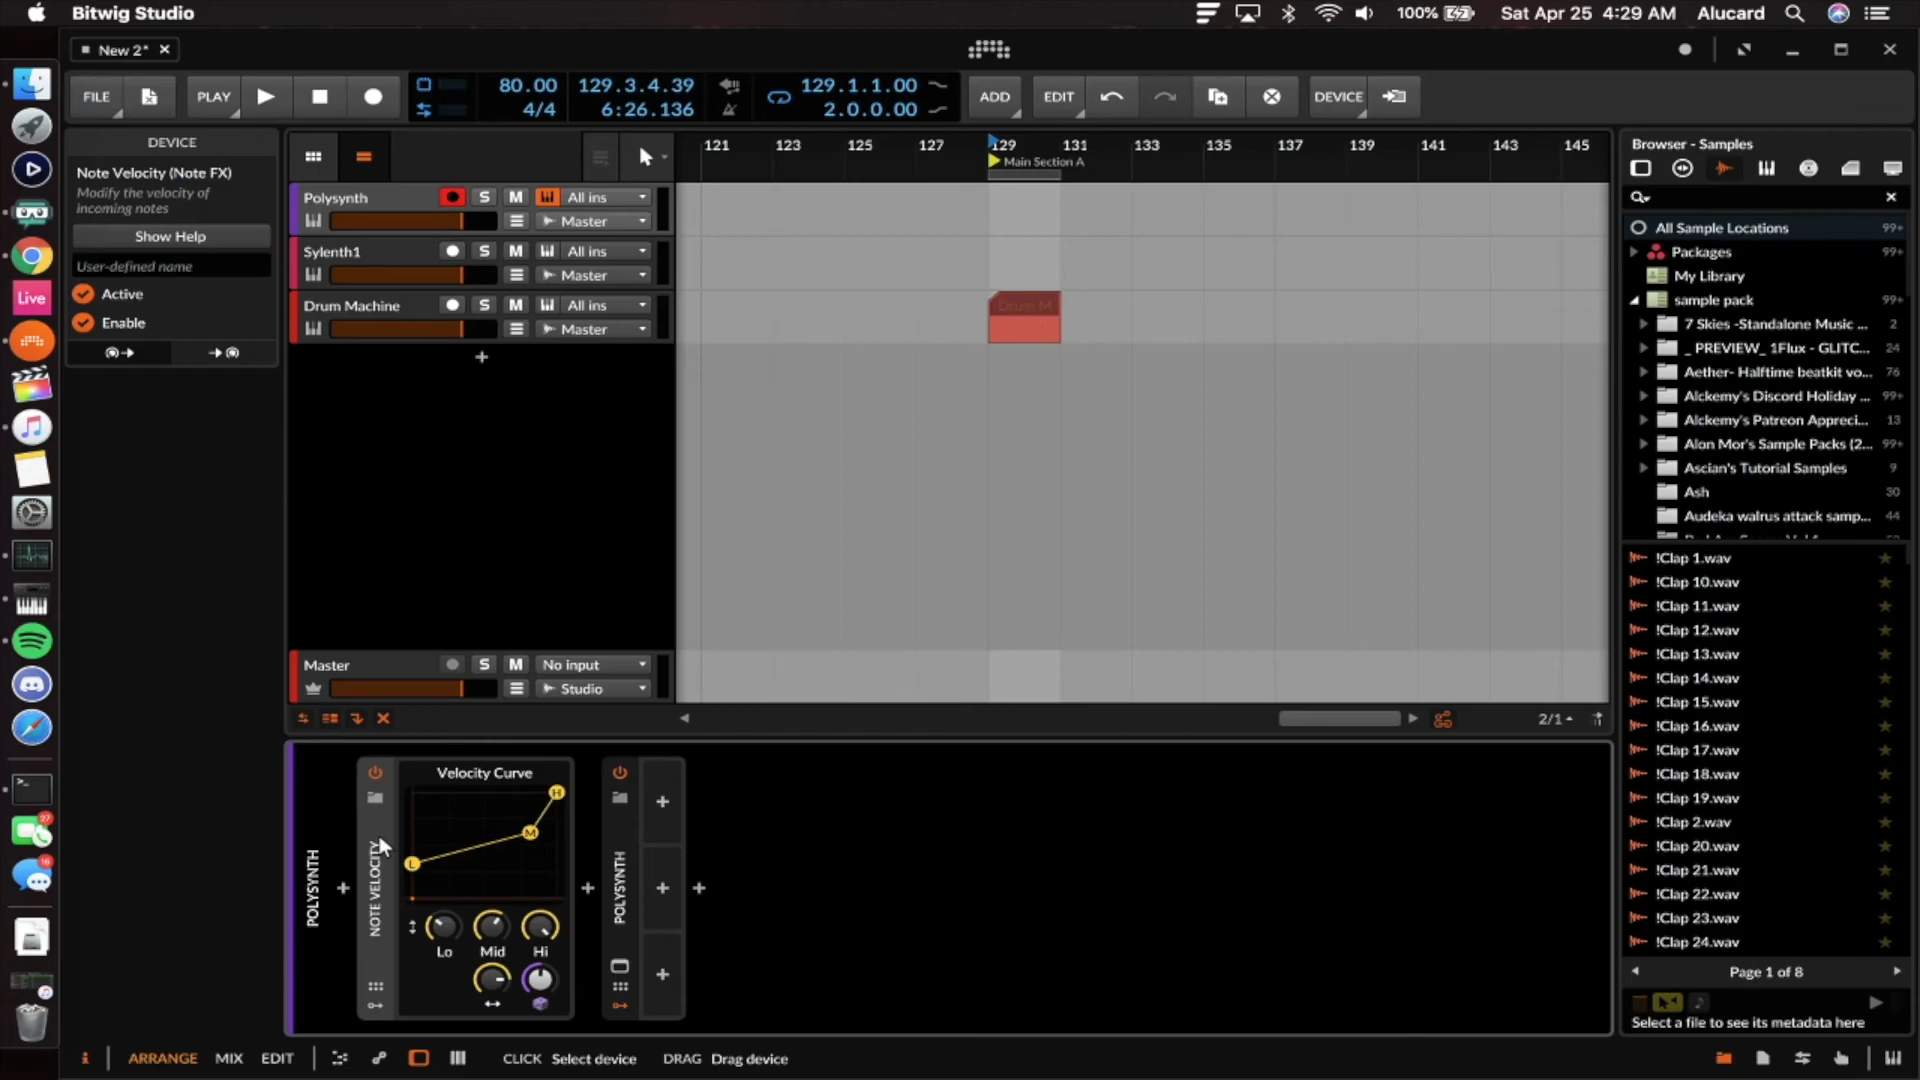 Bitwig Studio
100%
Sat Apr 25 4:29 AM
Alucard
New 2*
FILE
PLAY
80.00
4/4
129.3.4.39
6:26.136
129.1.1.00
2.0.0.00
ADD
EDIT
DEVICE
DEVICE
Note Velocity (Note FX)
Modify the velocity of
incoming notes
Show Help
User-defined name
Active
Enable
121
123
125
127
129
131
133
135
137
139
141
143
145
Main Section A
Polysynth
S
M
All ins
Master
Sylenth1
S
M
All ins
Master
Drum Machine
S
M
All ins
Master
Drum M
Master
S
M
No input
Studio
2/1
Browser - Samples
All Sample Locations 99+
Packages 99+
My Library
sample pack 99+
7 Skies -Standalone Music ... 2
_ PREVIEW_ 1Flux - GLITC... 24
Aether- Halftime beatkit vo... 76
Alckemy's Discord Holiday ... 99+
Alckemy's Patreon Appreci... 13
Alon Mor's Sample Packs (2... 99+
Ascian's Tutorial Samples 9
Ash 30
Audeka walrus attack samp... 44
!Clap 1.wav
!Clap 10.wav
!Clap 11.wav
!Clap 12.wav
!Clap 13.wav
!Clap 14.wav
!Clap 15.wav
!Clap 16.wav
!Clap 17.wav
!Clap 18.wav
!Clap 19.wav
!Clap 2.wav
!Clap 20.wav
!Clap 21.wav
!Clap 22.wav
!Clap 23.wav
!Clap 24.wav
Page 1 of 8
Select a file to see its metadata here
Live
27
16
POLYSYNTH
NOTE VELOCITY
Velocity Curve
L
M
H
Lo
Mid
Hi
POLYSYNTH
i
ARRANGE
MIX
EDIT
CLICK Select device
DRAG Drag device